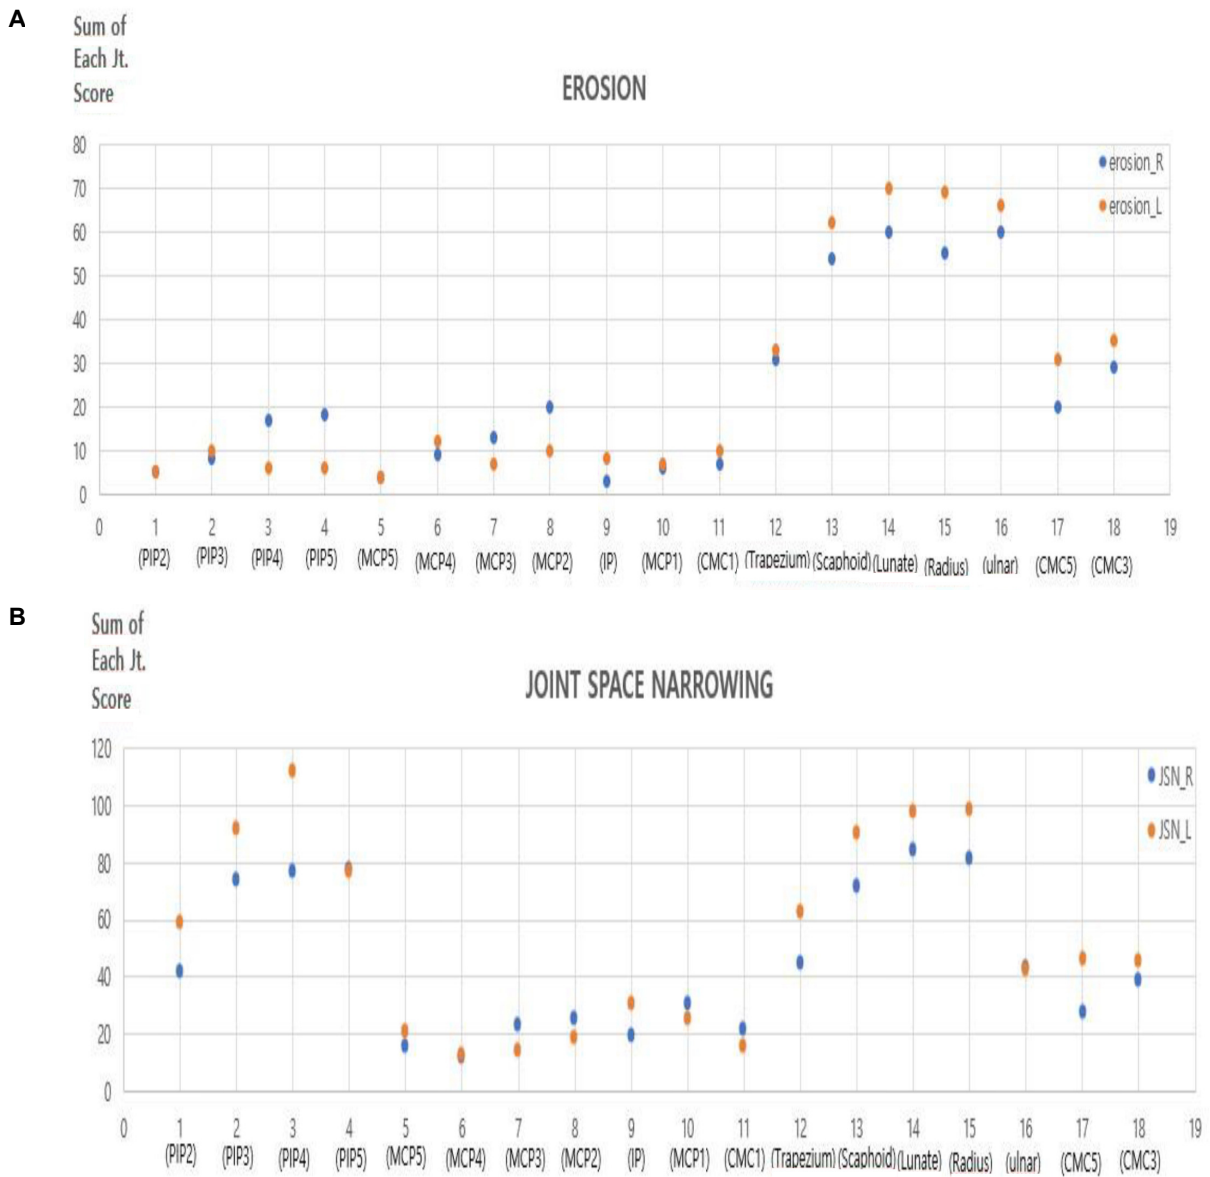 A
Sum of
Each Jt.
Score
EROSION
80
70
60
50
40
30
20
10
0
erosion_R
erosion_L
0 1 2 3 4 5 6 7 8 9 10 11 12 13 14 15 16 17 18 19
(PIP2) (PIP3) (PIP4) (PIP5) (MCP5) (MCP4) (MCP3) (MCP2) (IP) (MCP1) (CMC1) (Trapezium) (Scaphoid) (Lunate) (Radius) (ulnar) (CMC5) (CMC3)
B
Sum of
Each Jt.
Score
JOINT SPACE NARROWING
120
100
80
60
40
20
0
JSN_R
JSN_L
0 1 2 3 4 5 6 7 8 9 10 11 12 13 14 15 16 17 18 19
(PIP2) (PIP3) (PIP4) (PIP5) (MCP5) (MCP4) (MCP3) (MCP2) (IP) (MCP1) (CMC1) (Trapezium) (Scaphoid) (Lunate) (Radius) (ulnar) (CMC5) (CMC3)